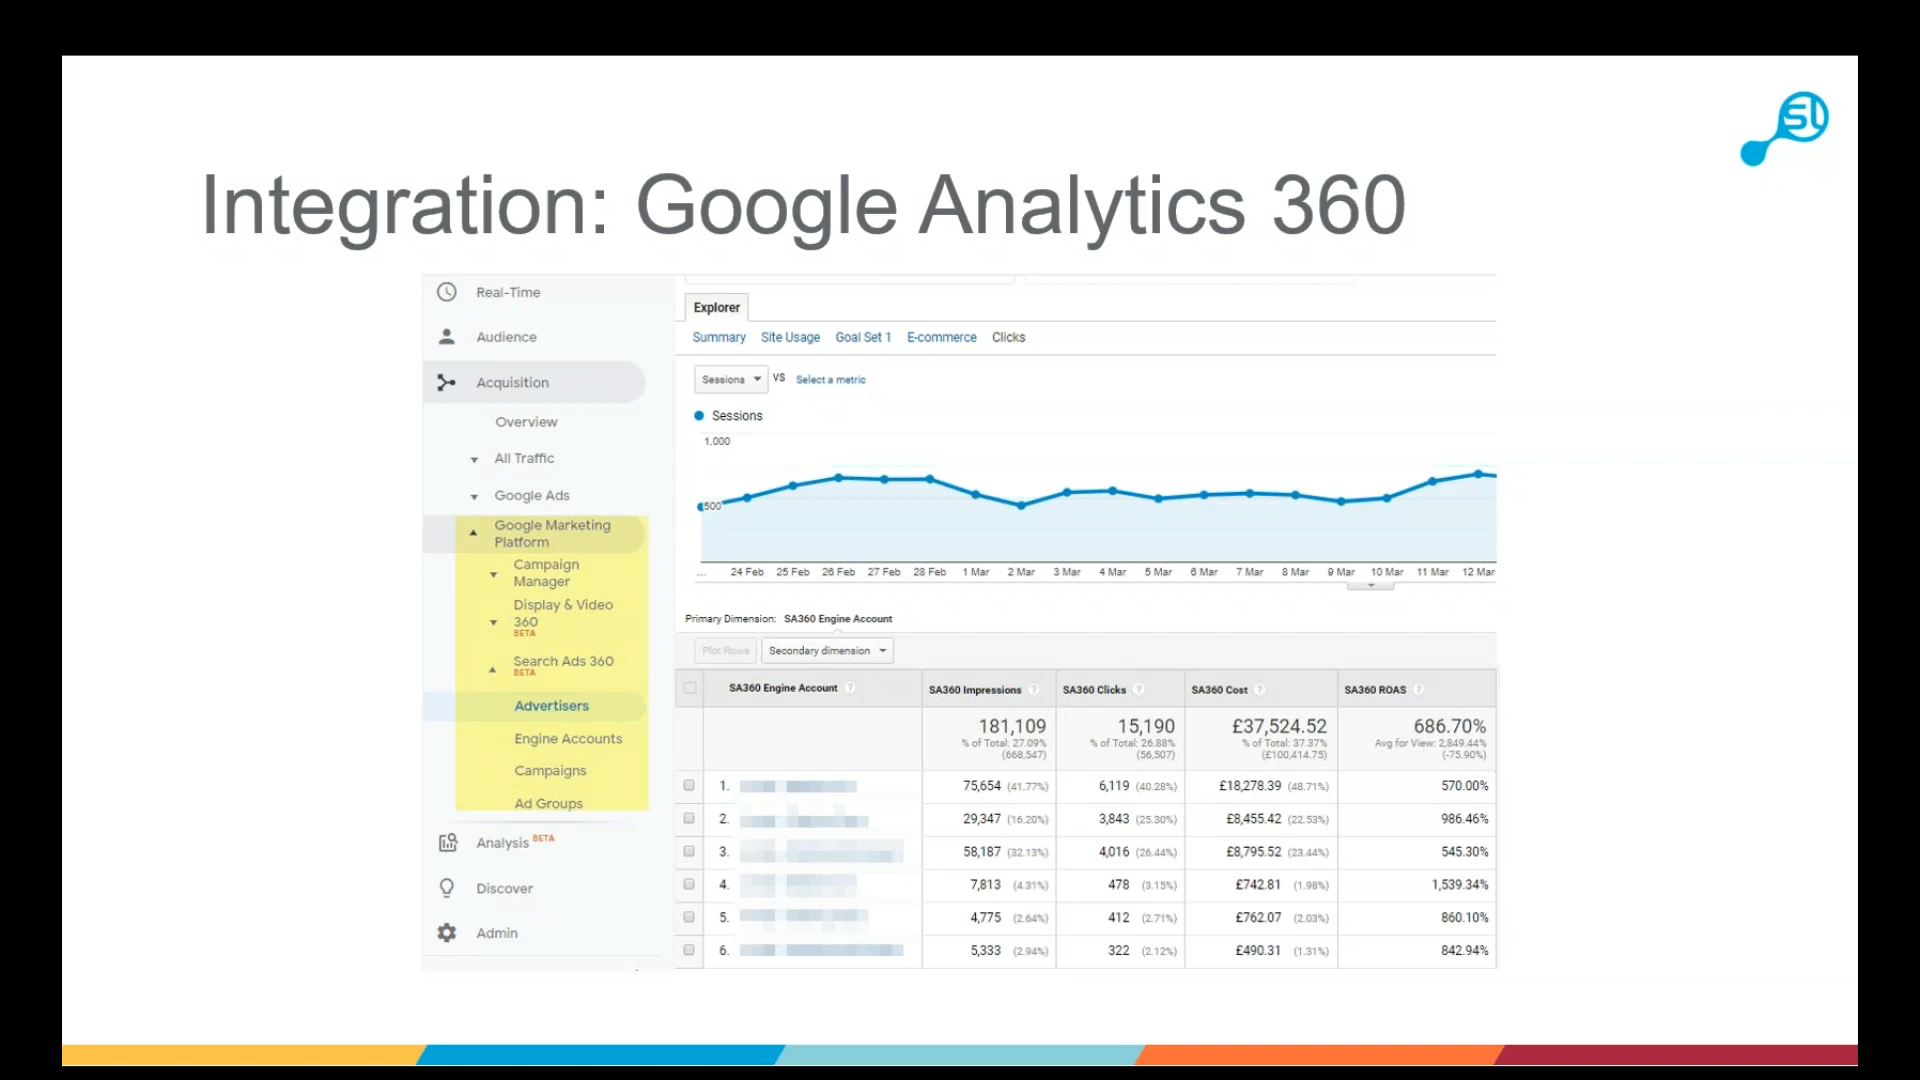 SL
Integration: Google Analytics 360
Real-Time
Audience
Acquisition
Overview
All Traffic
Google Ads
Google Marketing
Platform
Campaign
Manager
Display & Video
360
BETA
Search Ads 360
BETA
Advertisers
Engine Accounts
Campaigns
Ad Groups
Analysis BETA
Discover
Admin
Explorer
Summary Site Usage Goal Set 1 E-commerce Clicks
Sessions VS Select a metric
Sessions
1,000
500
... 24 Feb 25 Feb 26 Feb 27 Feb 28 Feb 1 Mar 2 Mar 3 Mar 4 Mar 5 Mar 6 Mar 7 Mar 8 Mar 9 Mar 10 Mar 11 Mar 12 Mar
Primary Dimension: SA360 Engine Account
Plot Rows Secondary dimension
SA360 Engine Account ? SA360 Impressions ? SA360 Clicks ? SA360 Cost ? SA360 ROAS ?
181,109 15,190 £37,524.52 686.70%
% of Total: 27.09% % of Total: 26.88% % of Total: 37.37% Avg for View: 2,849.44%
(668,547) (56,507) (£100,414.75) (-75.90%)
1. 75,654 (41.77%) 6,119 (40.28%) £18,278.39 (48.71%) 570.00%
2. 29,347 (16.20%) 3,843 (25.30%) £8,455.42 (22.53%) 986.46%
3. 58,187 (32.13%) 4,016 (26.44%) £8,795.52 (23.44%) 545.30%
4. 7,813 (4.31%) 478 (3.15%) £742.81 (1.98%) 1,539.34%
5. 4,775 (2.64%) 412 (2.71%) £762.07 (2.03%) 860.10%
6. 5,333 (2.94%) 322 (2.12%) £490.31 (1.31%) 842.94%